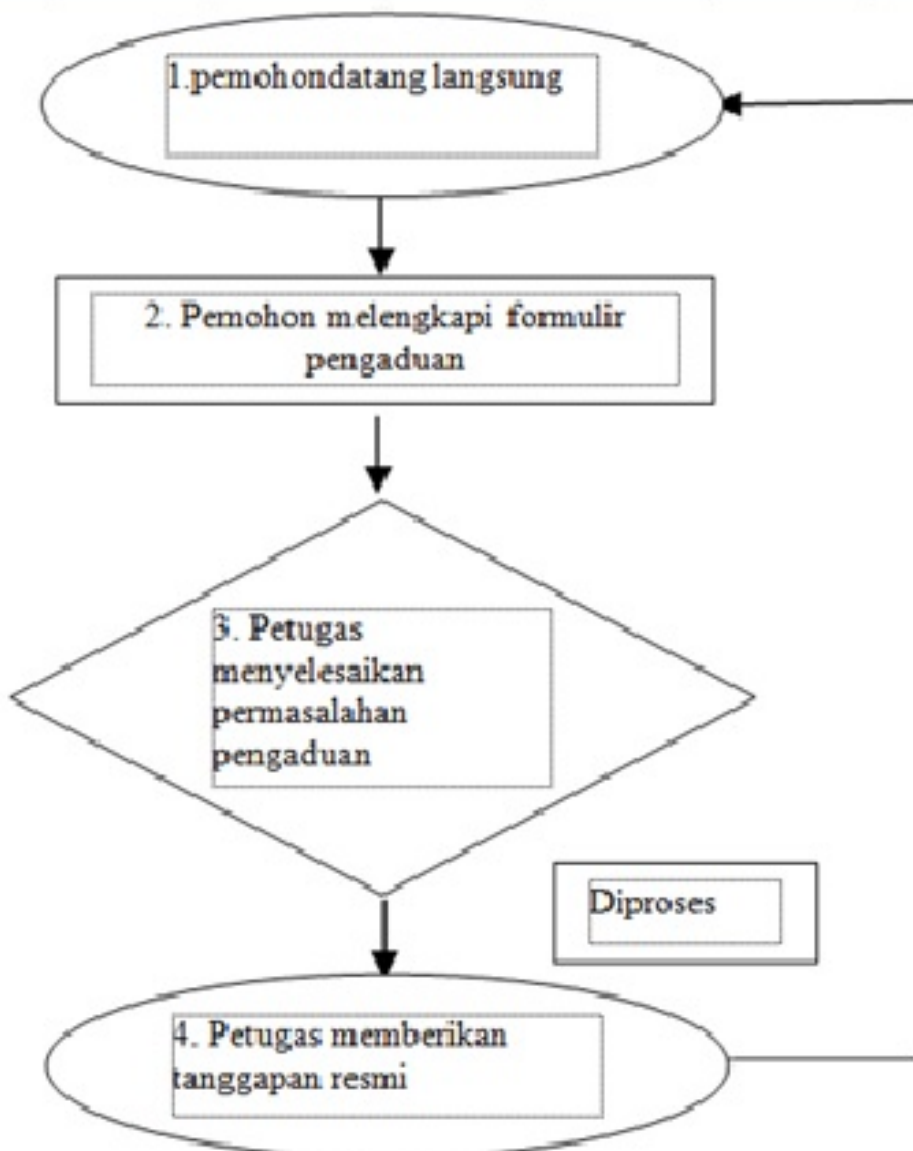 1.pemohondatang langsung
2. Pemohon melengkapi formulir
pengaduan
3. Petugas
menyelesaikan
permasalahan
pengaduan
Diproses
4. Petugas memberikan
tanggapan resmi